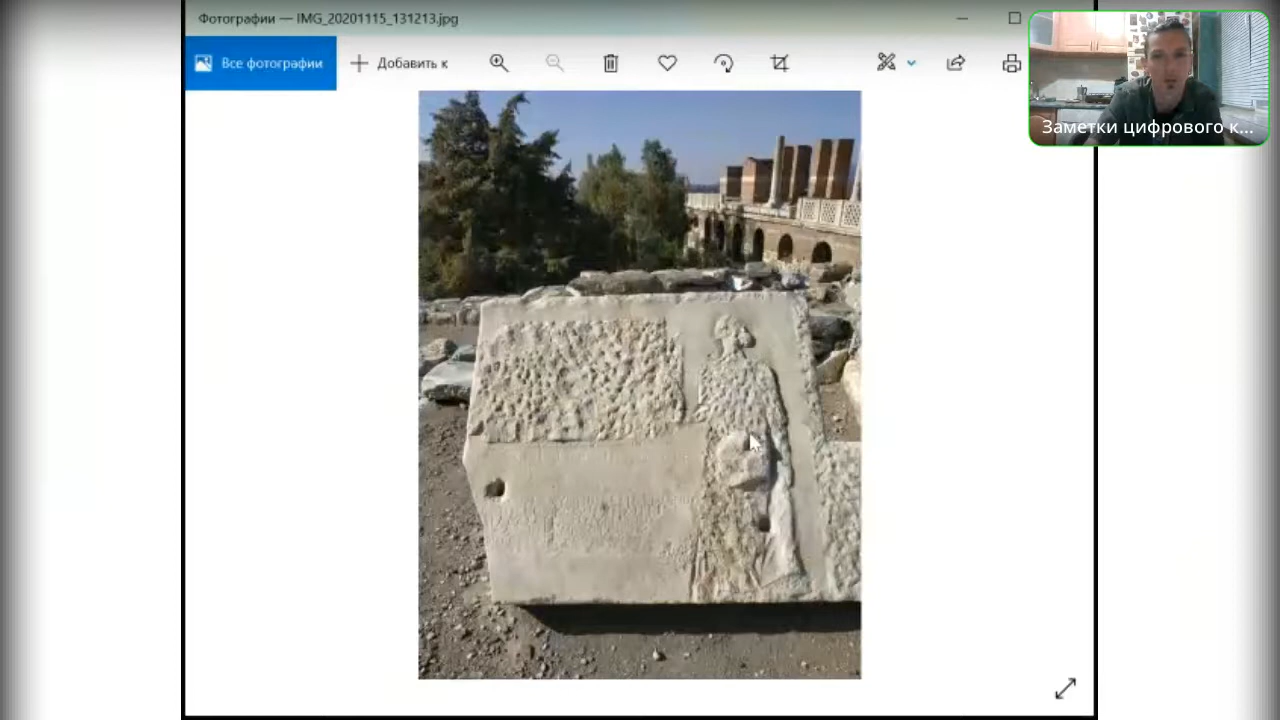 Фотографии — IMG_20201115_131213.jpg
Все фотографии
Добавить к
Заметки цифрового к...